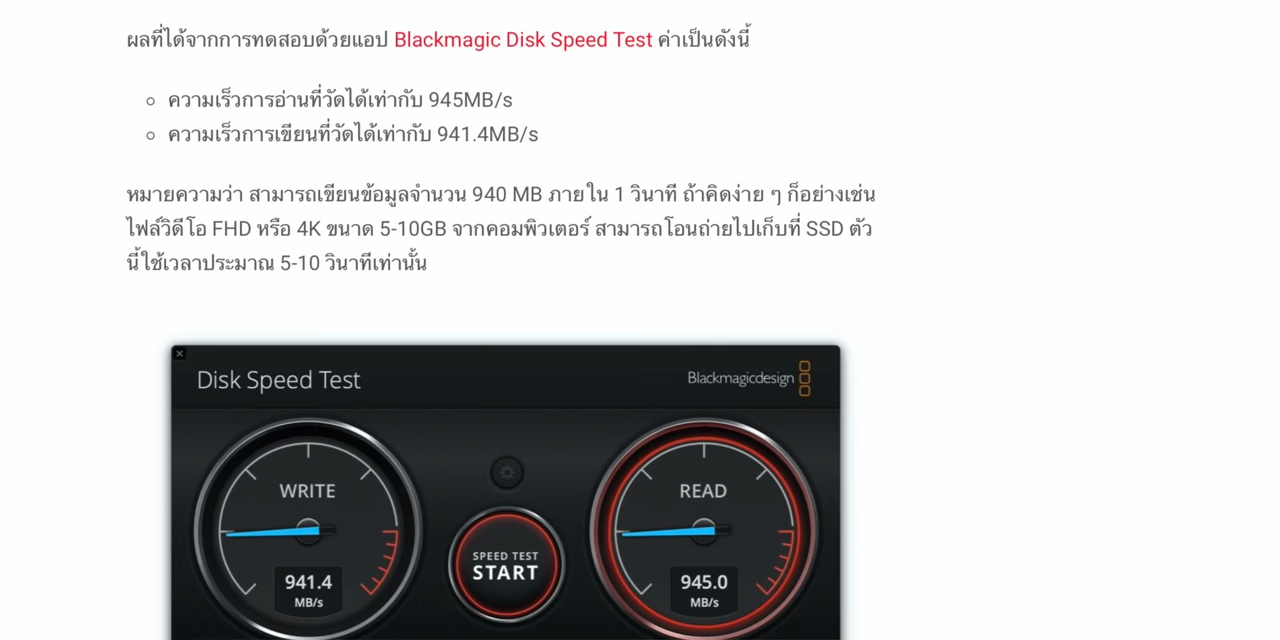 ผลที่ได้จากการทดสอบด้วยแอป Blackmagic Disk Speed Test ค่าเป็นดังนี้
ความเร็วการอ่านที่วัดได้เท่ากับ 945MB/s
ความเร็วการเขียนที่วัดได้เท่ากับ 941.4MB/s
หมายความว่า สามารถเขียนข้อมูลจำนวน 940 MB ภายใน 1 วินาที ถ้าคิดง่าย ๆ ก็อย่างเช่น
ไฟล์วิดีโอ FHD หรือ 4K ขนาด 5-10GB จากคอมพิวเตอร์ สามารถโอนถ่ายไปเก็บที่ SSD ตัว
นี้ใช้เวลาประมาณ 5-10 วินาทีเท่านั้น
Disk Speed Test
Blackmagicdesign
WRITE
READ
SPEED TEST
START
941.4
MB/s
945.0
MB/s